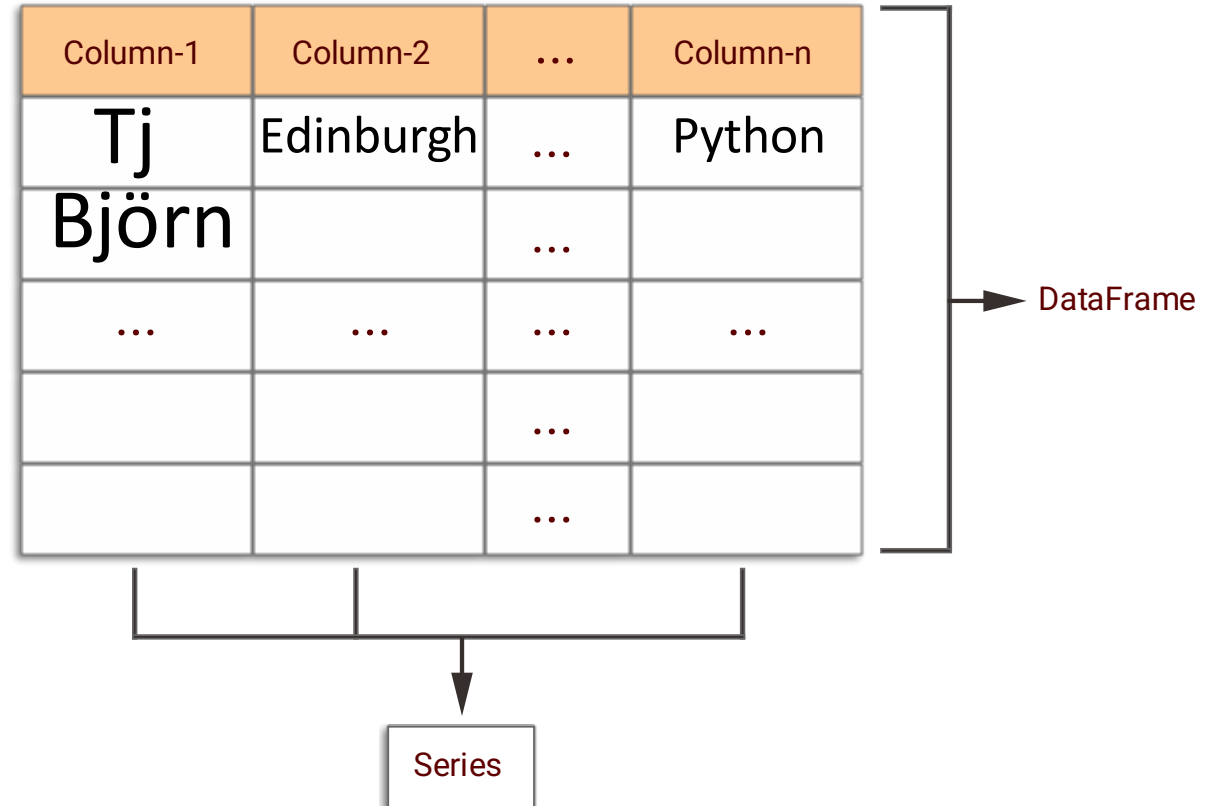 Column-1 Column-2 ... Column-n
Tj Edinburgh ... Python
Björn ...
... ... ... ...
DataFrame
...
...
Series